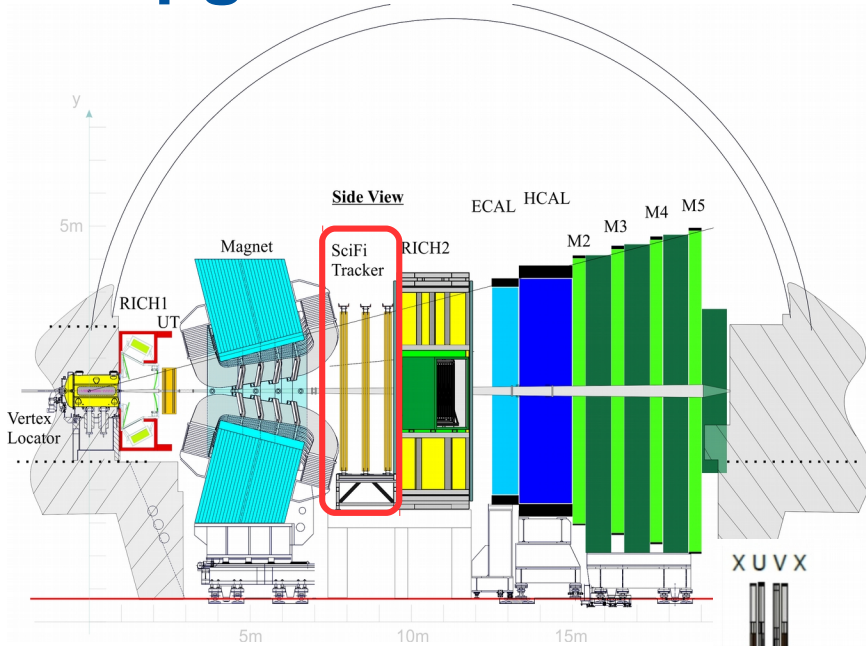 y
5m
Side View
ECAL
HCAL
M2
M3
M4
M5
Magnet
SciFi
Tracker
RICH2
RICH1
UT
Vertex
Locator
X U V X
5m
10m
15m